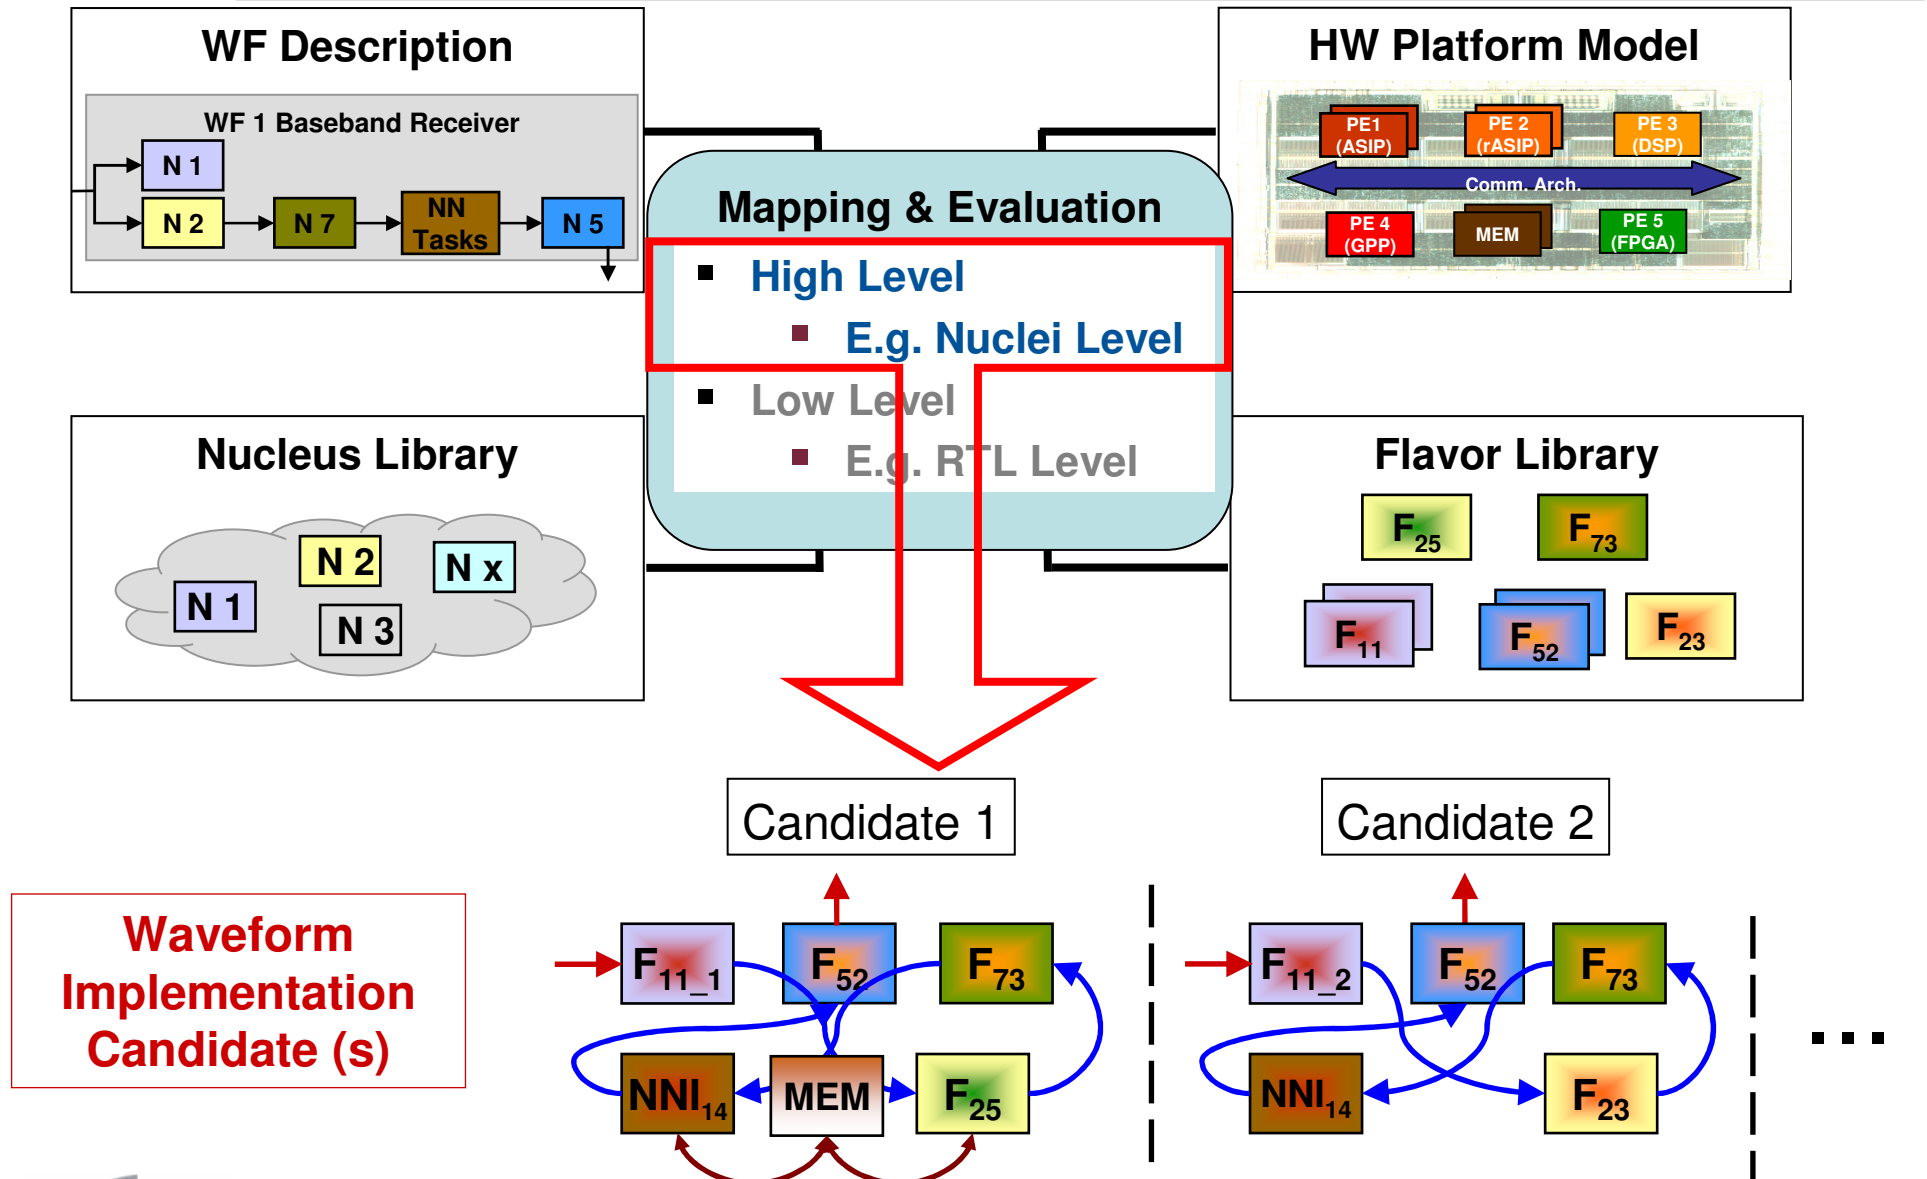 WF Description
WF 1 Baseband Receiver
N 1
N 2
N 7
NN
Tasks
N 5
HW Platform Model
PE1
(ASIP)
PE 2
(rASIP)
PE 3
(DSP)
Comm. Arch.
PE 4
(GPP)
MEM
PE 5
(FPGA)
Mapping & Evaluation
High Level
E.g. Nuclei Level
Low Level
E.g. RTL Level
Nucleus Library
N 1
N 2
N 3
N x
Flavor Library
F25
F73
F11
F52
F23
Candidate 1
Candidate 2
Waveform
Implementation
Candidate (s)
F11_1
F52
F73
NNI14
MEM
F25
F11_2
F52
F73
NNI14
F23
...